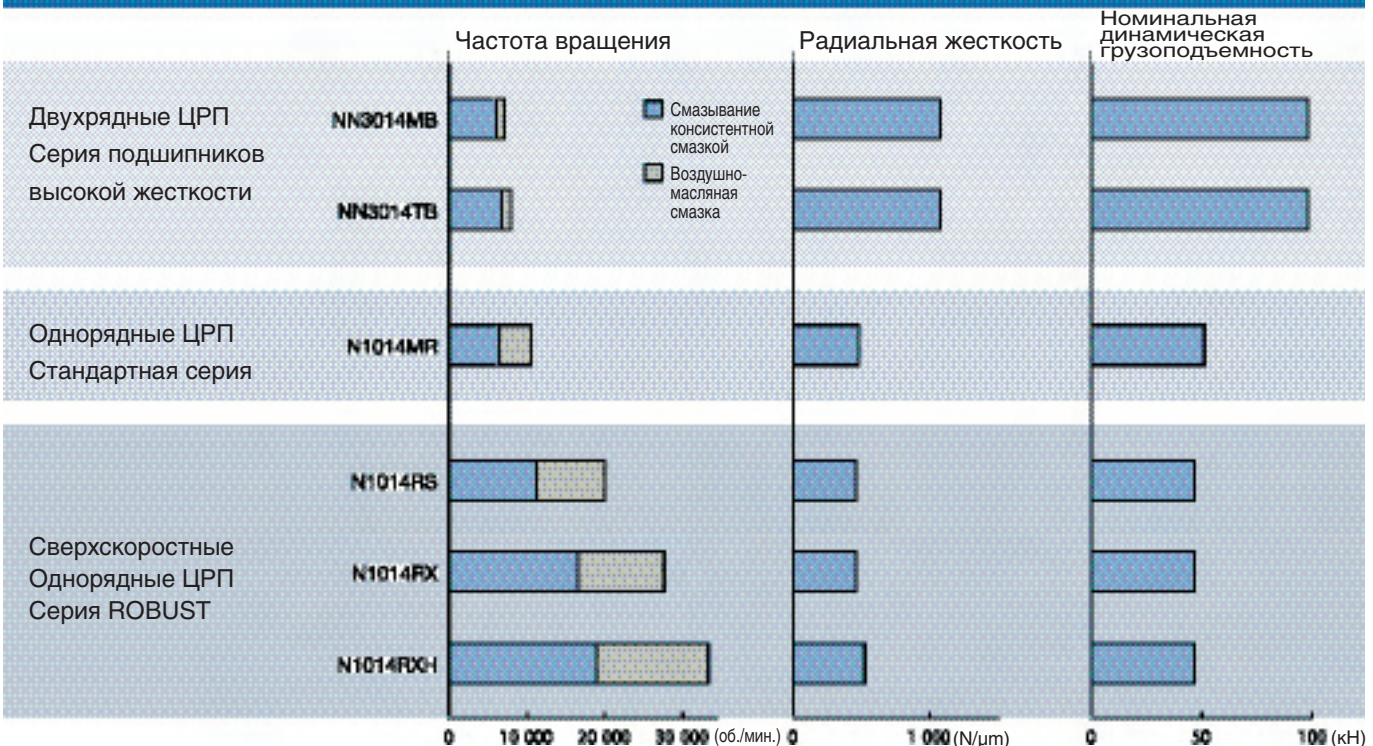 Частота вращения
Радиальная жесткость
Номинальная
динамическая
грузоподъемность
Двухрядные ЦРП
Серия подшипников
высокой жесткости
NN3014MB
NN3014TB
Смазывание
консистентной
смазкой
Воздушно-
масляная
смазка
Однорядные ЦРП
Стандартная серия
N1014MR
Сверхскоростные
Однорядные ЦРП
Серия ROBUST
N1014RS
N1014RX
N1014RXH
0 10 000 20 000 30 000 (об./мин.)
0 1 000 (N/µm)
0 50 100 (кН)